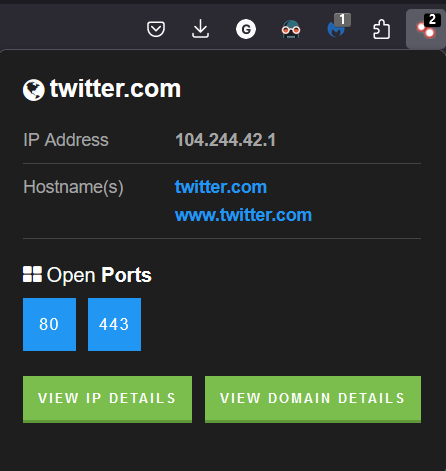 G 1 2
twitter.com
IP Address 104.244.42.1
Hostname(s) twitter.com
www.twitter.com
Open Ports
80 443
VIEW IP DETAILS VIEW DOMAIN DETAILS